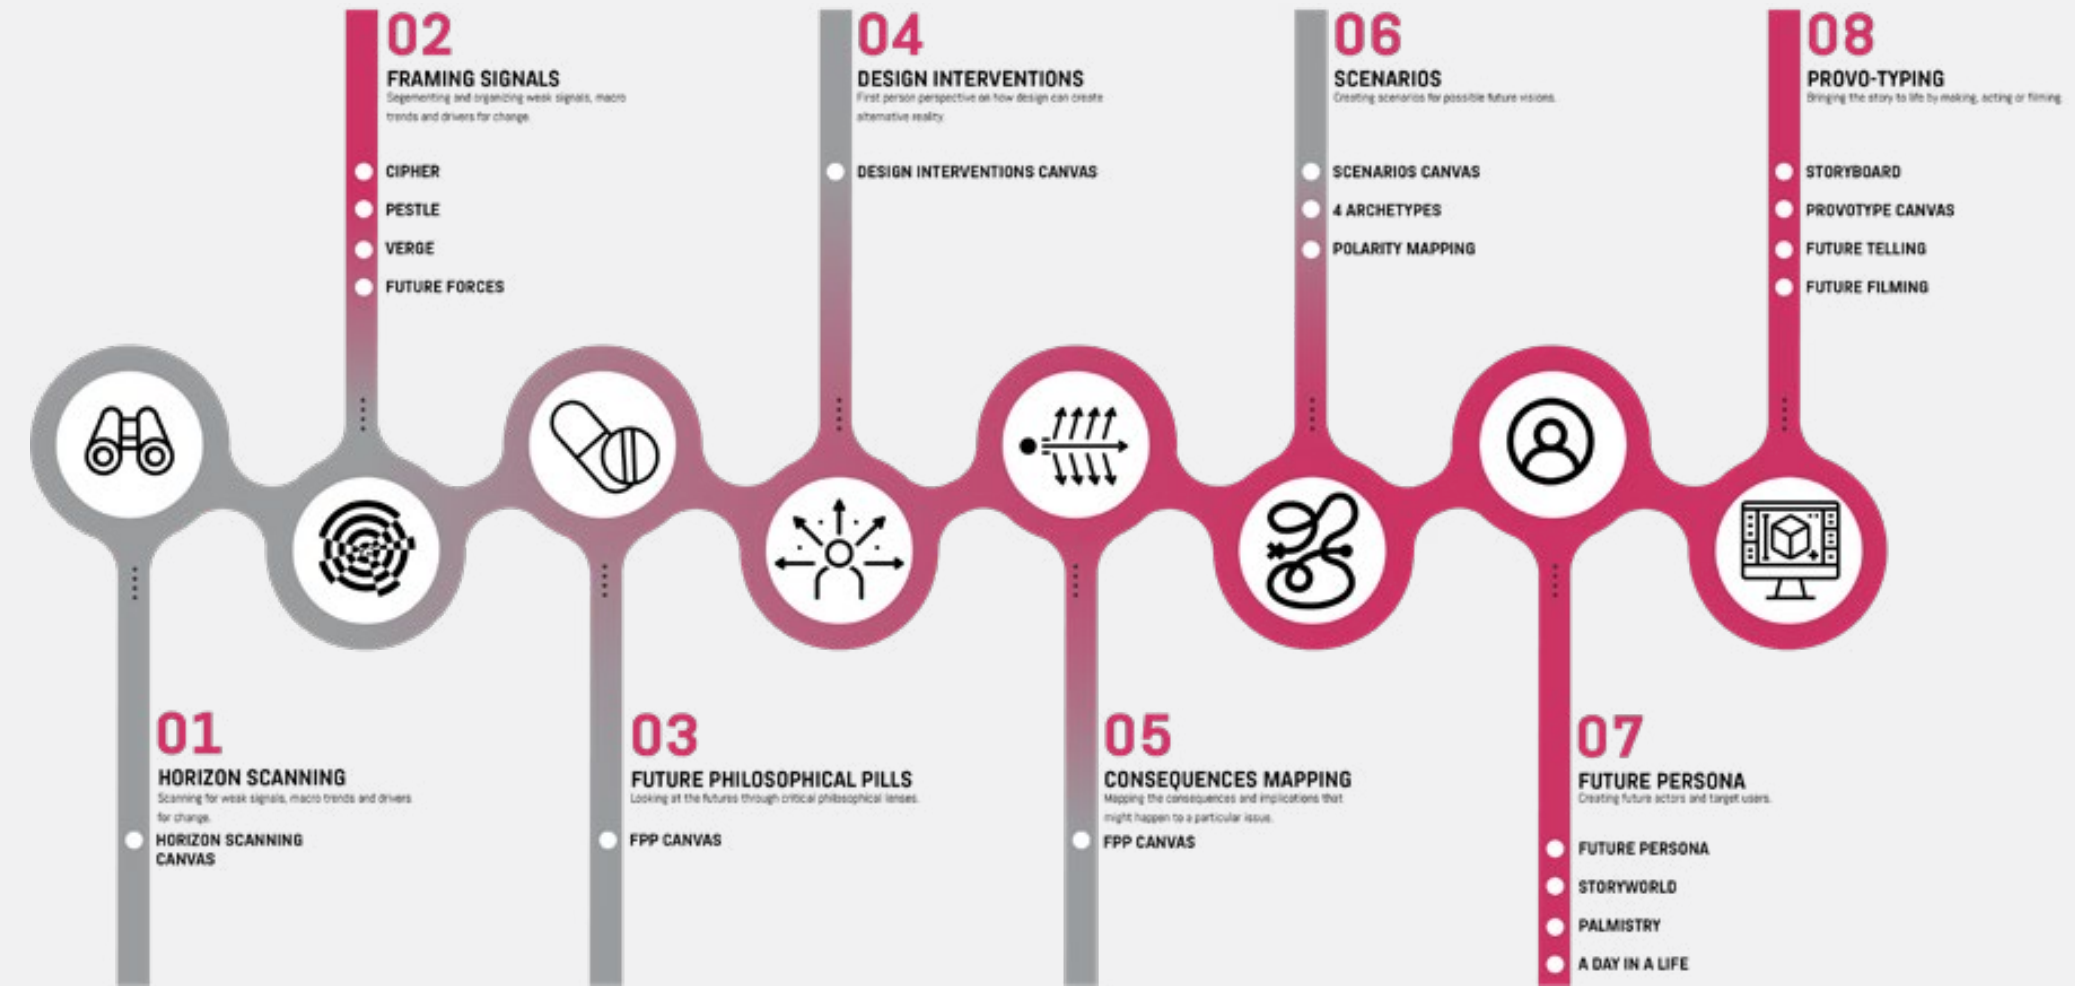 02
FRAMING SIGNALS
Segementing and organizing weak signals, macro
trends and drivers for change.
CIPHER
PESTLE
VERGE
FUTURE FORCES
04
DESIGN INTERVENTIONS
First person perspective on how design can create
alternative reality.
DESIGN INTERVENTIONS CANVAS
06
SCENARIOS
Creating scenarios for possible future visions.
SCENARIOS CANVAS
4 ARCHETYPES
POLARITY MAPPING
08
PROVO-TYPING
Bringing the story to life by making, acting or filming.
STORYBOARD
PROVOTYPE CANVAS
FUTURE TELLING
FUTURE FILMING
01
HORIZON SCANNING
Scanning for weak signals, macro trends and drivers
for change.
HORIZON SCANNING
CANVAS
03
FUTURE PHILOSOPHICAL PILLS
Looking at the futures through critical philosophical lenses.
FPP CANVAS
05
CONSEQUENCES MAPPING
Mapping the consequences and implications that
might happen to a particular issue.
FPP CANVAS
07
FUTURE PERSONA
Creating future actors and target users.
FUTURE PERSONA
STORYWORLD
PALMISTRY
A DAY IN A LIFE